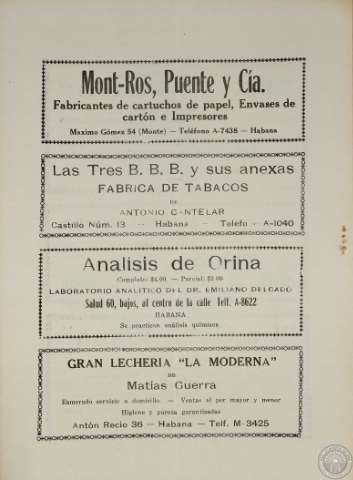 Mont-Ros, Puente y Cía.
Fabricantes de cartuchos de papel, Envases de
cartón e Impresores
Maximo Gómez 54 (Monte) — Teléfono A-7438 — Habana
Las Tres B. B. B. y sus anexas
FABRICA DE TABACOS
DE
ANTONIO C NTELAR
Castillo Núm. 13 — Habana — Teléfo - A-1040
Analisis de Orina
Completo: $4.00. — Parcial: $2.00
LABORATORIO ANALITICO DEL DR. EMILIANO DELGADO
Salud 60, bajos, al centro de la calle Telf. A-8622
HABANA
Se practican análisis químicos
GRAN LECHERIA "LA MODERNA"
DE
Matías Guerra
Esmerado servicio a domicilio. — Ventas al por mayor y menor
Higiene y pureza garantizadas
Antón Recio 36 — Habana — Telf. M-3425